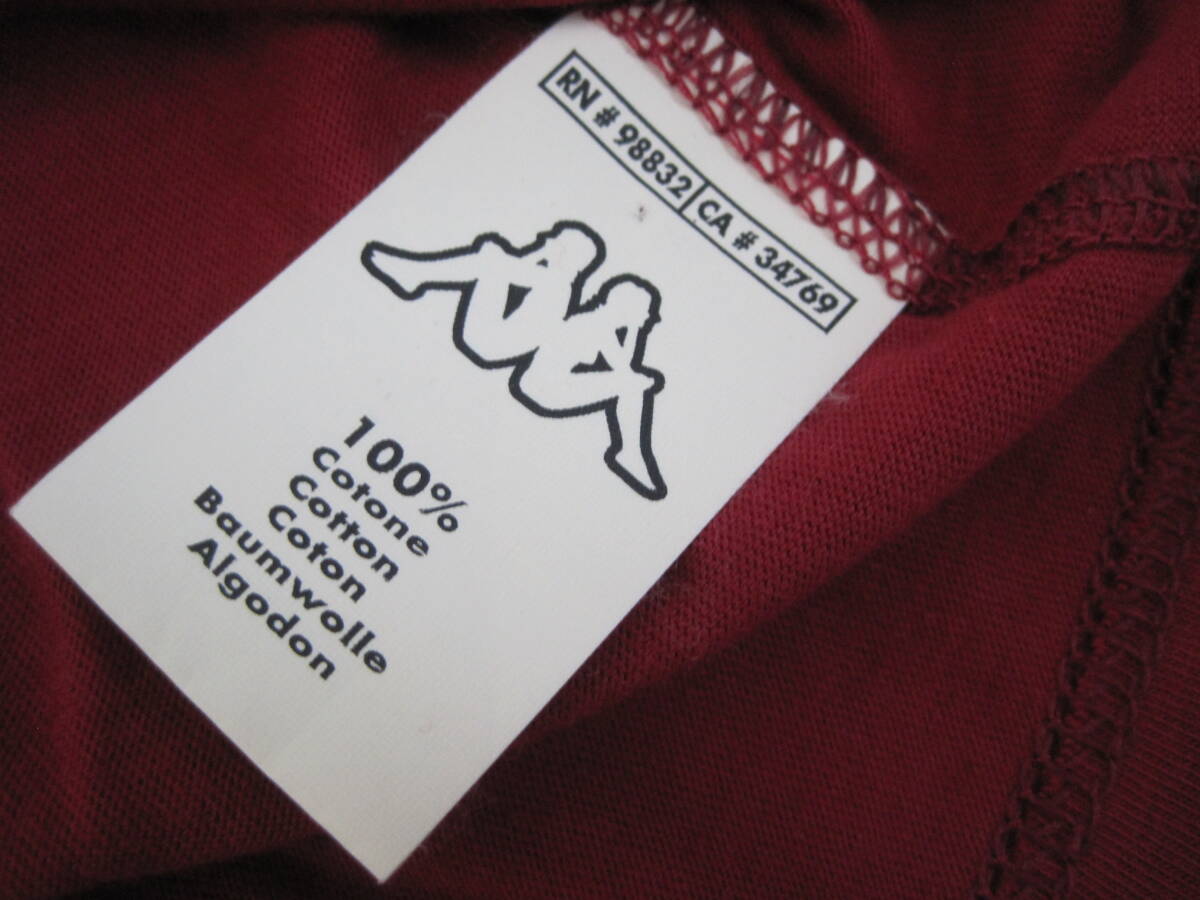 RN # 98832 CA # 34769
100%
Cotone
Cotton
Coton
Baumwolle
Algodon